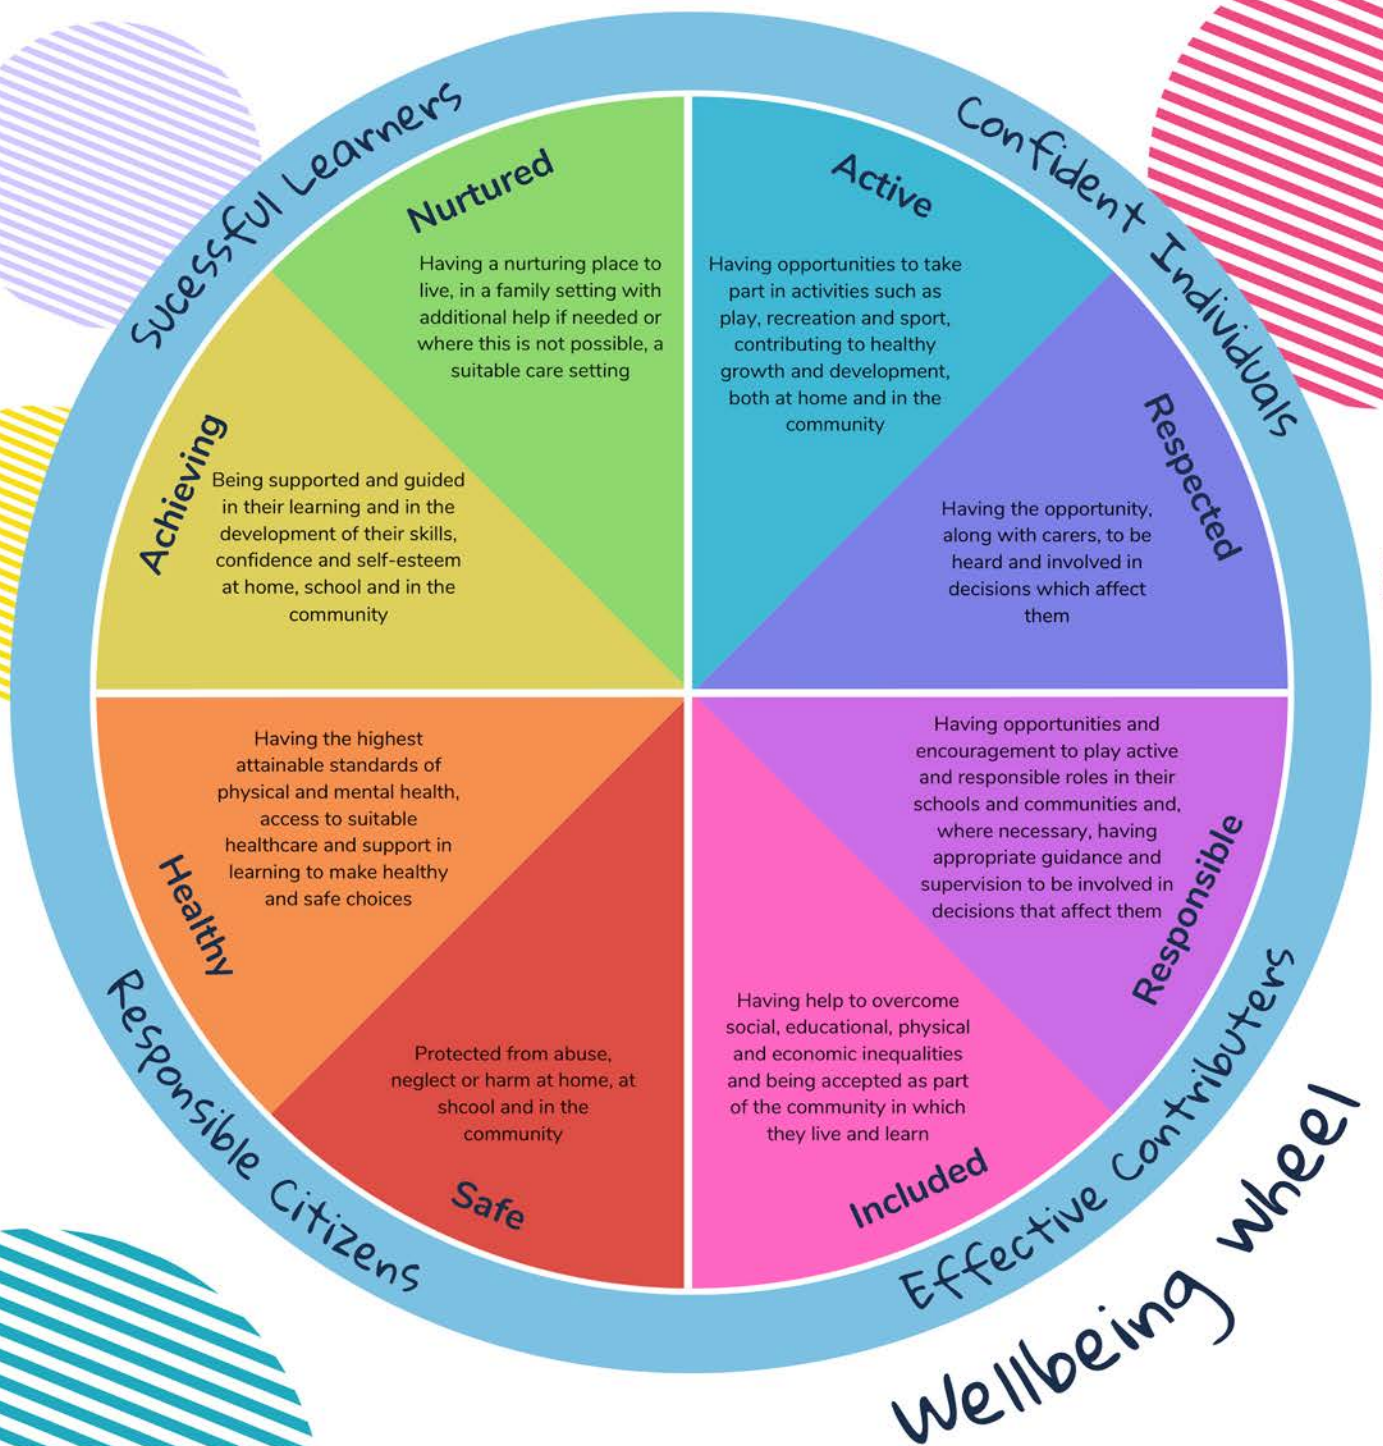 Sucessful Learners
Confident Individuals
Nurtured
Having a nurturing place to
live, in a family setting with
additional help if needed or
where this is not possible, a
suitable care setting
Active
Having opportunities to take
part in activities such as
play, recreation and sport,
contributing to healthy
growth and development,
both at home and in the
community
Achieving
Being supported and guided
in their learning and in the
development of their skills,
confidence and self-esteem
at home, school and in the
community
Respected
Having the opportunity,
along with carers, to be
heard and involved in
decisions which affect
them
Having the highest
attainable standards of
physical and mental health,
access to suitable
healthcare and support in
learning to make healthy
and safe choices
Healthy
Having opportunities and
encouragement to play active
and responsible roles in their
schools and communities and,
where necessary, having
appropriate guidance and
supervision to be involved in
decisions that affect them
Responsible
Protected from abuse,
neglect or harm at home, at
shcool and in the
community
Safe
Having help to overcome
social, educational, physical
and economic inequalities
and being accepted as part
of the community in which
they live and learn
Included
Responsible Citizens
Effective Contributers
Wellbeing wheel